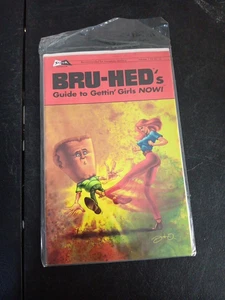 BRU-HED's
Guide to Gettin' Girls NOW!